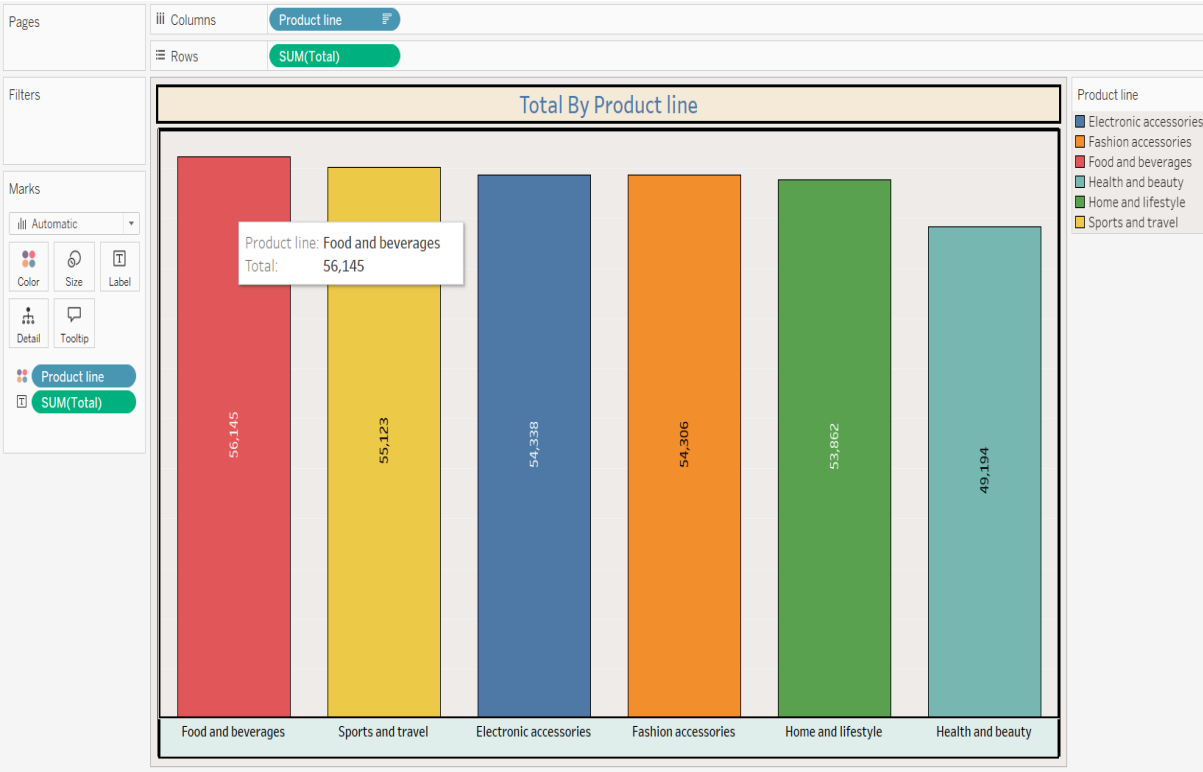 Pages
Columns
Product line
Rows
SUM(Total)
Filters
Marks
Automatic
Color
Size
Label
Detail
Tooltip
Product line
SUM(Total)
Total By Product line
Product line: Food and beverages
Total: 56,145
56,145
55,123
54,338
54,306
53,862
49,194
Food and beverages
Sports and travel
Electronic accessories
Fashion accessories
Home and lifestyle
Health and beauty
Product line
Electronic accessories
Fashion accessories
Food and beverages
Health and beauty
Home and lifestyle
Sports and travel